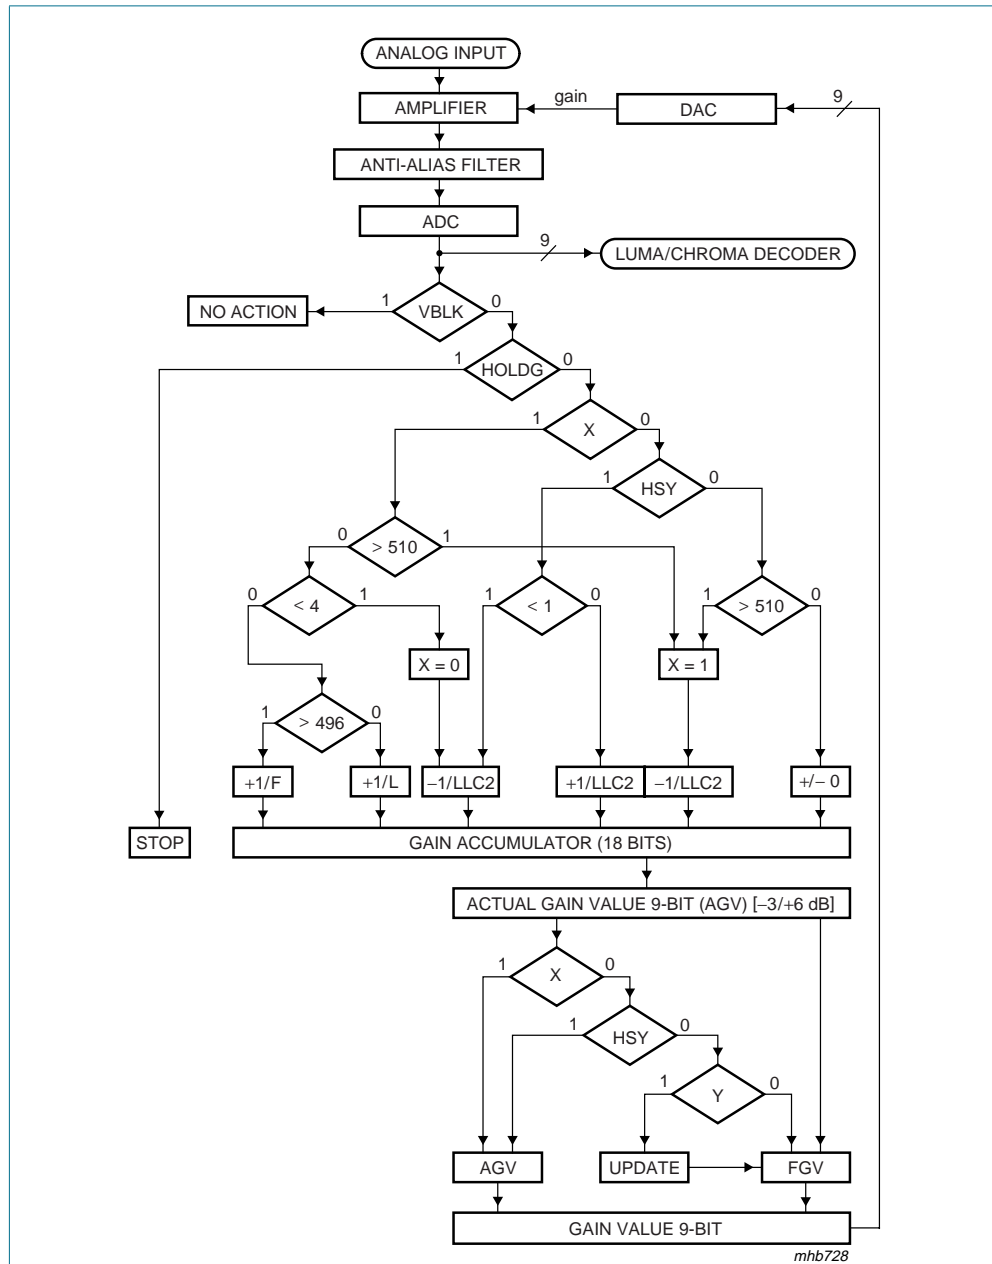 ANALOG INPUT
AMPLIFIER
gain
DAC
9
ANTI-ALIAS FILTER
ADC
9
LUMA/CHROMA DECODER
NO ACTION
1
VBLK
0
1
HOLDG
0
1
X
0
1
HSY
0
0
> 510
1
0
< 4
1
1
< 1
0
1
> 510
0
X = 0
X = 1
1
> 496
0
+1/F
+1/L
−1/LLC2
+1/LLC2
−1/LLC2
+/− 0
STOP
GAIN ACCUMULATOR (18 BITS)
ACTUAL GAIN VALUE 9-BIT (AGV) [−3/+6 dB]
1
X
0
1
HSY
0
1
Y
0
AGV
UPDATE
FGV
GAIN VALUE 9-BIT
mhb728